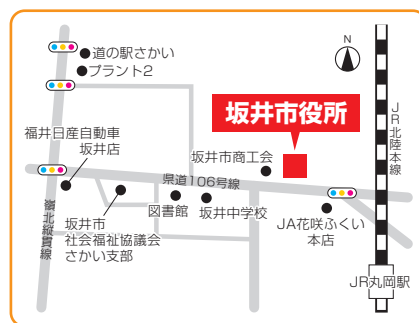 道の駅さかい
プラント2
N
坂井市役所
JR北陸本線
福井日産自動車
坂井店
坂井市商工会
県道106号線
嶺北縦貫線
坂井市
社会福祉協議会
さかい支部
図書館
坂井中学校
JA花咲ふくい
本店
JR丸岡駅